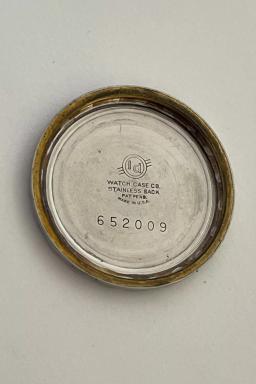 WATCH CASE CO.
STAINLESS BACK
PAT PEND.
MADE IN U.S.A.
652009